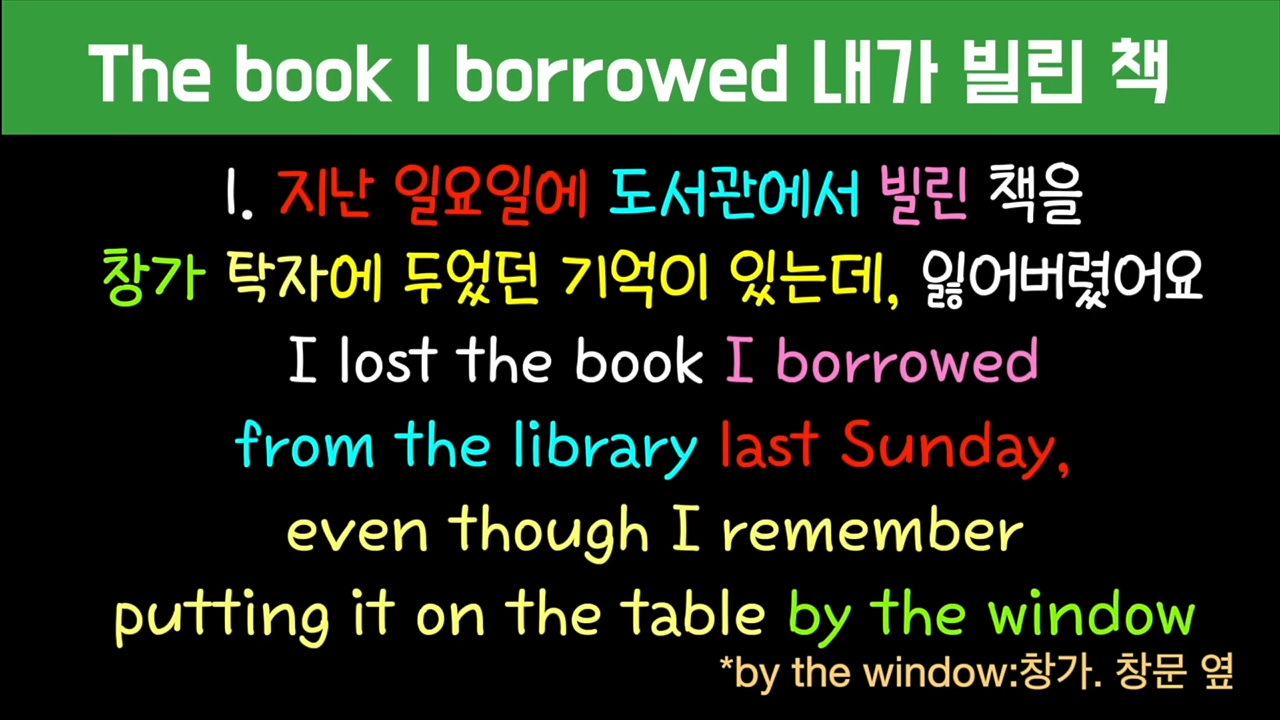 The book I borrowed 내가 빌린 책
1. 지난 일요일에 도서관에서 빌린 책을
창가 탁자에 두었던 기억이 있는데, 잃어버렸어요
I lost the book I borrowed
from the library last Sunday,
even though I remember
putting it on the table by the window
*by the window:창가. 창문 옆